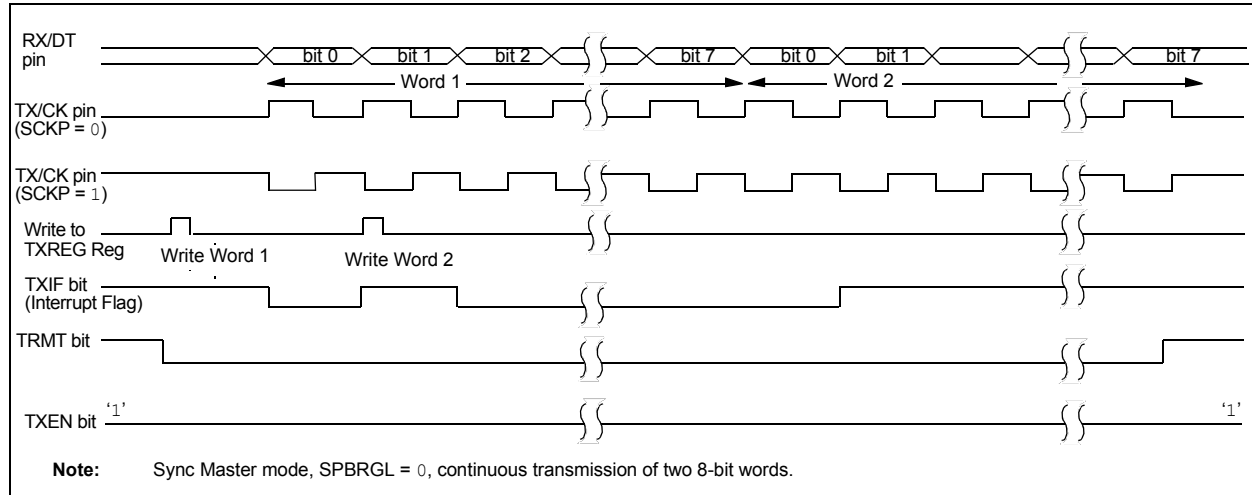 RX/DT
pin
bit 0 bit 1 bit 2 bit 7 bit 0 bit 1 bit 7
Word 1 Word 2
TX/CK pin
(SCKP = 0)
TX/CK pin
(SCKP = 1)
Write to
TXREG Reg
Write Word 1 Write Word 2
TXIF bit
(Interrupt Flag)
TRMT bit
TXEN bit ‘1’ ‘1’
Note: Sync Master mode, SPBRGL = 0, continuous transmission of two 8-bit words.